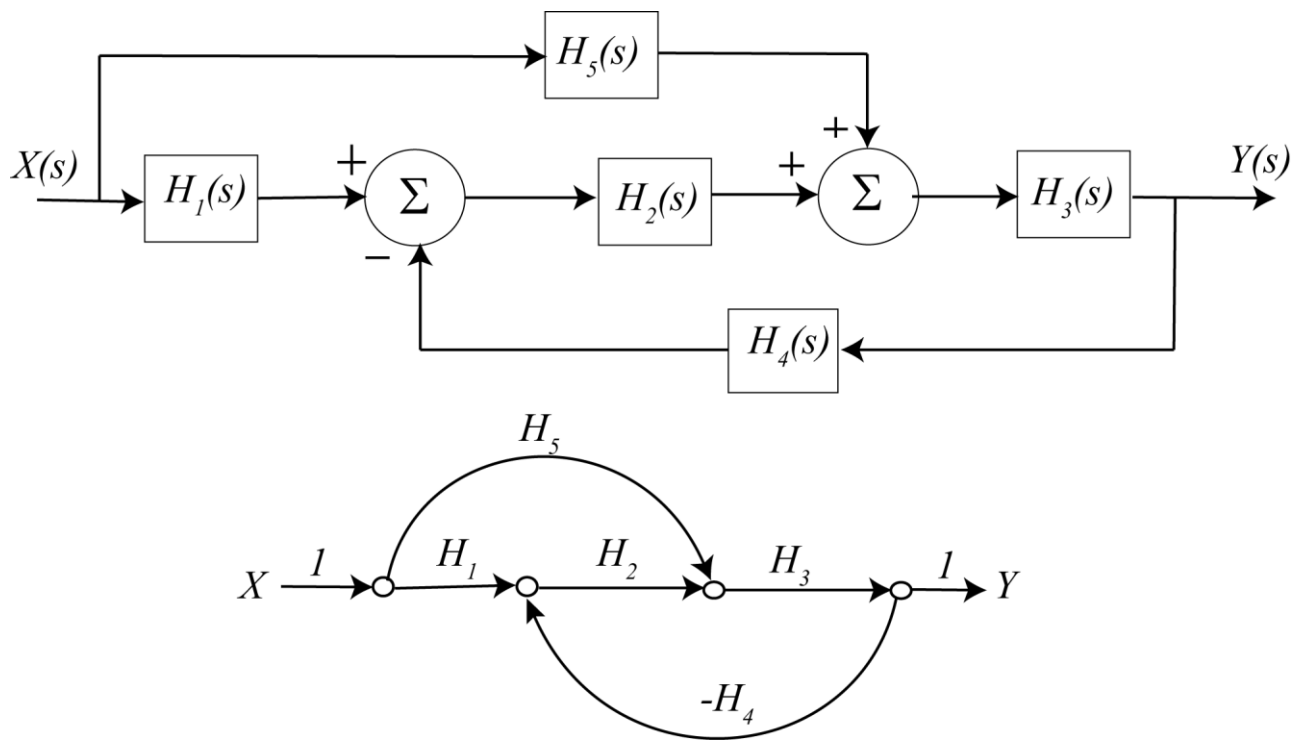 H₅(s)
X(s) H₁(s) + Σ H₂(s) + + Σ H₃(s) Y(s)
−
H₄(s)
H₅
X 1 H₁ H₂ H₃ 1 Y
-H₄